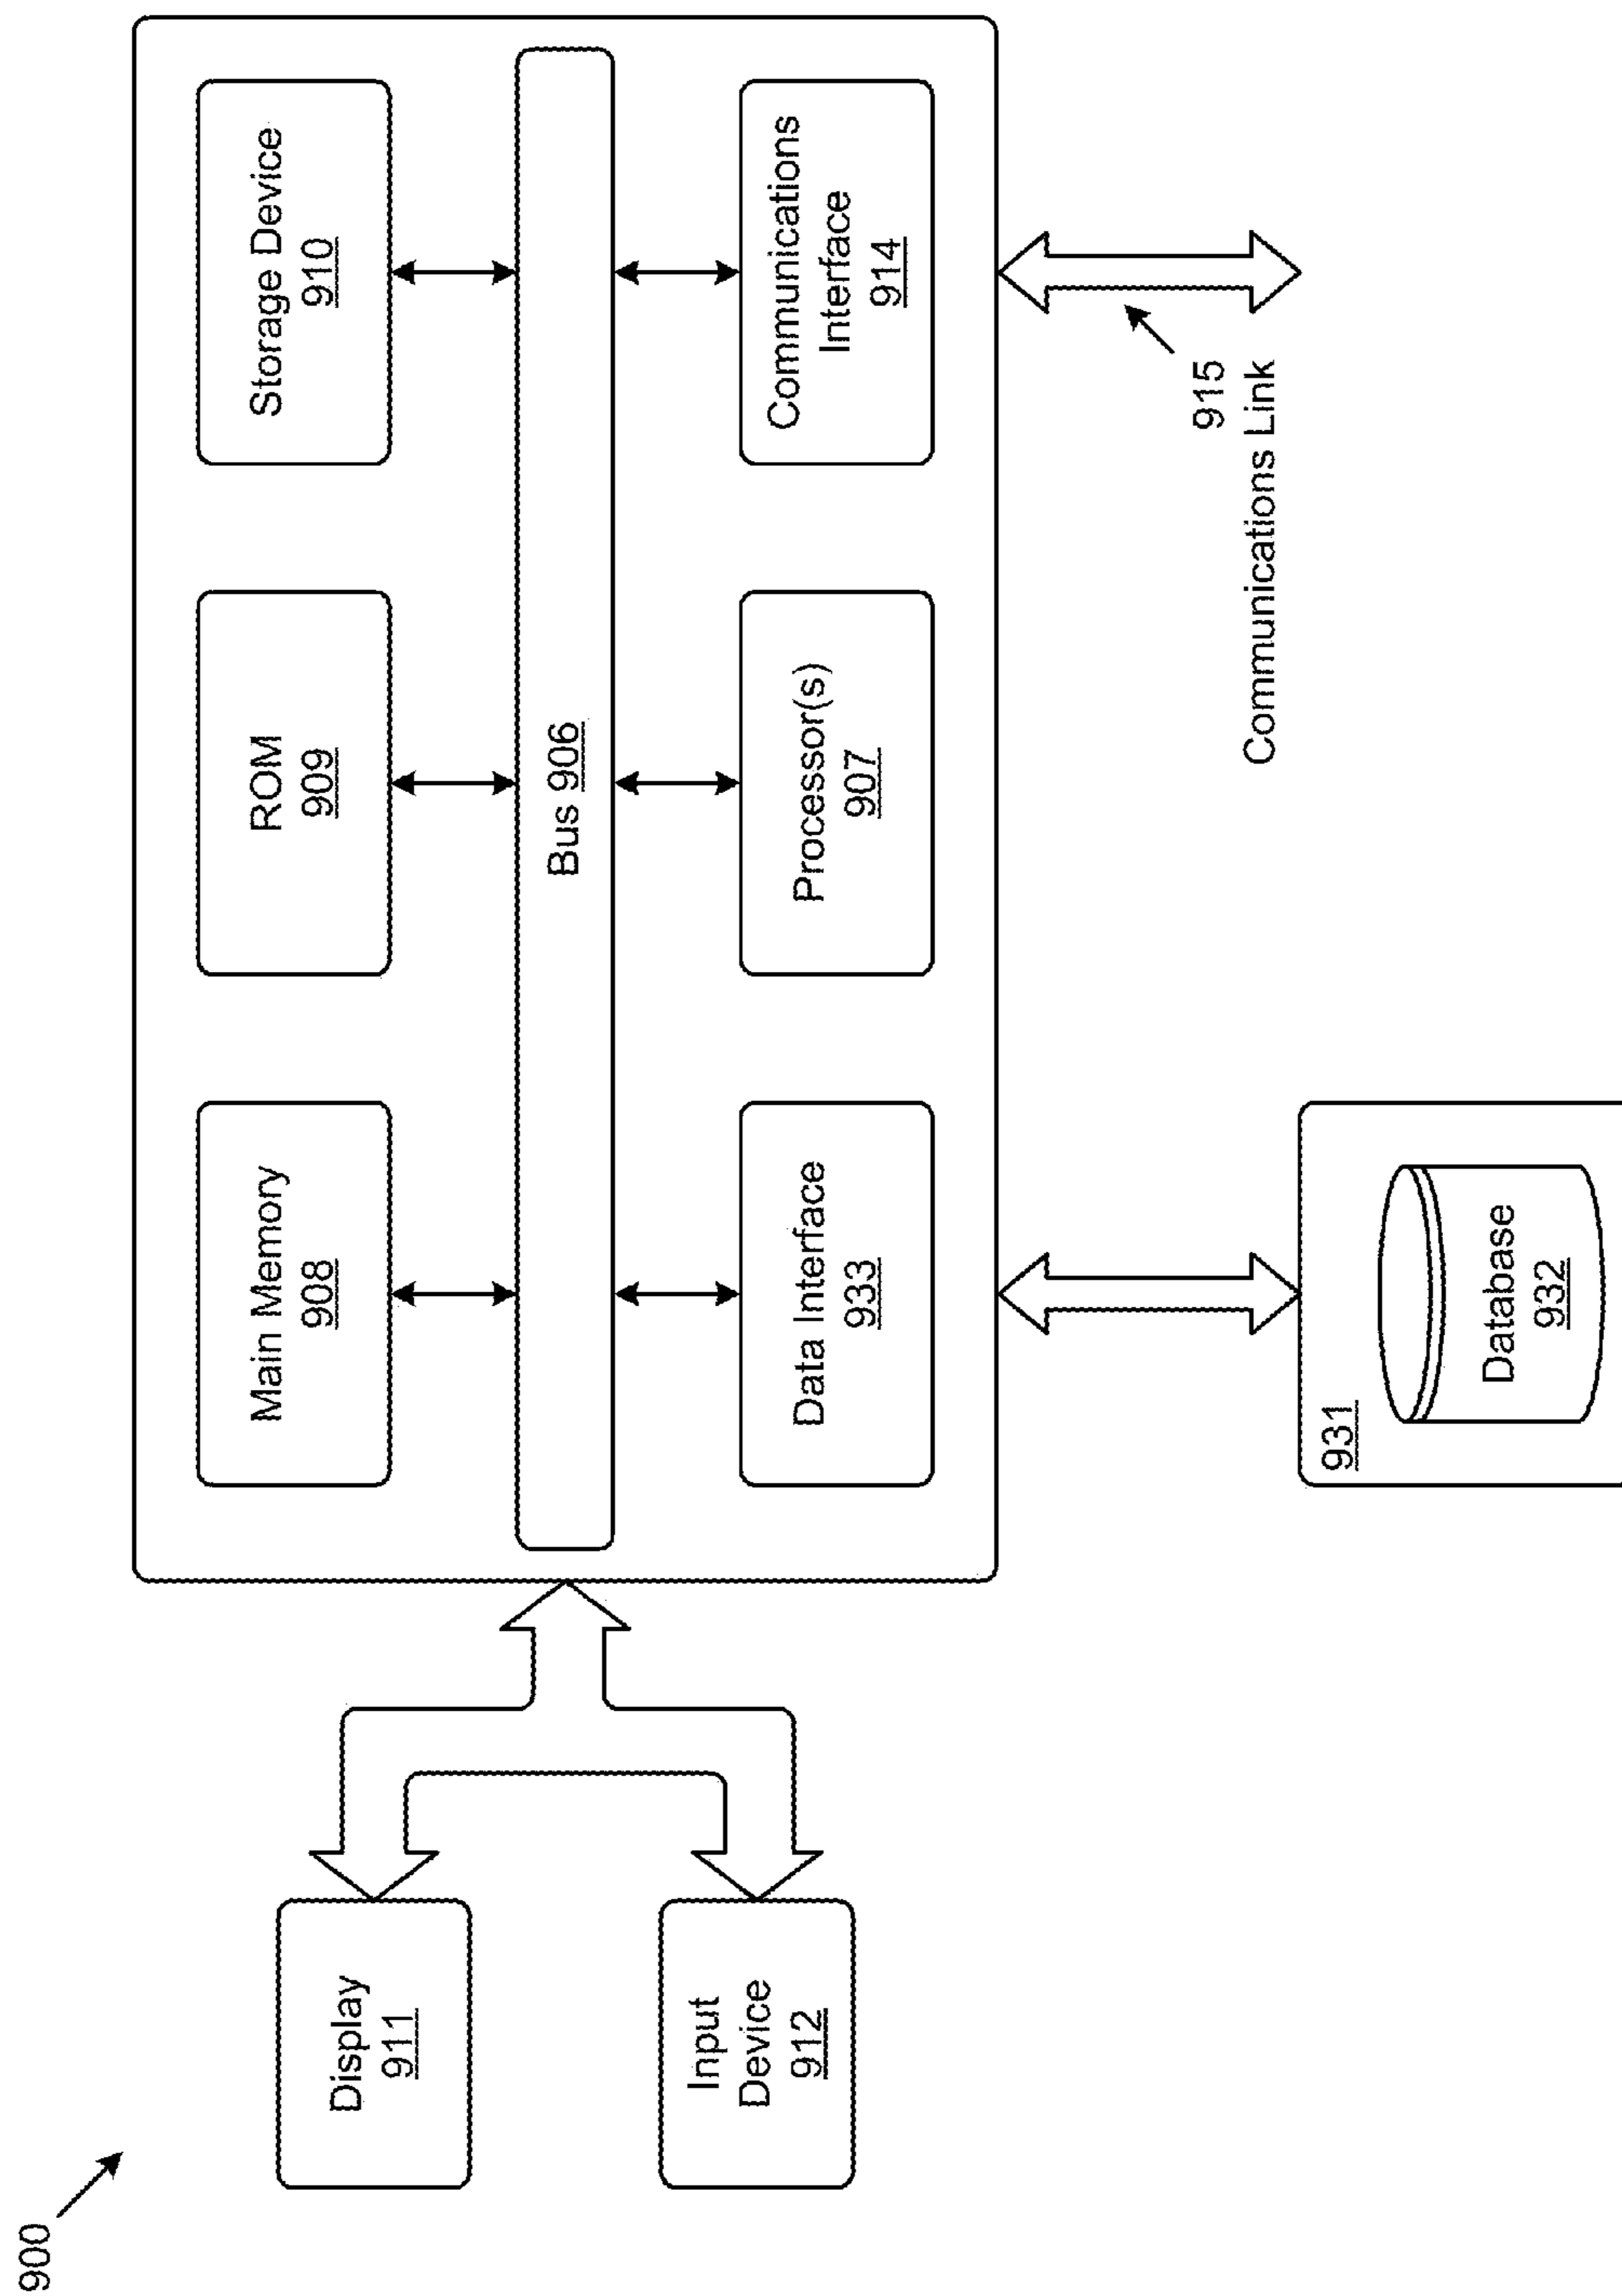 900
Display
911
Input
Device
912
Main Memory
908
ROM
909
Storage Device
910
Bus 906
Data Interface
933
Processor(s)
907
Communications
Interface
914
931
Database
932
915
Communications Link